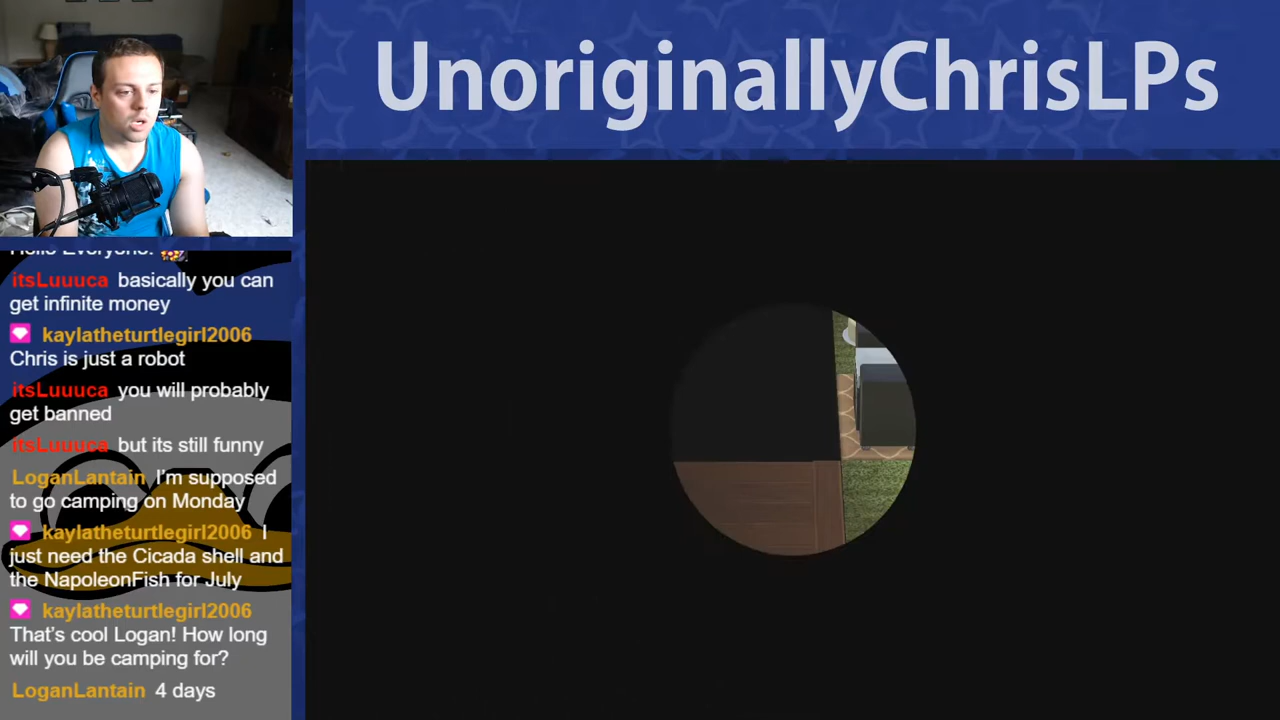 UnoriginallyChrisLPs
Hello Everyone!
itsLuuuca basically you can
get infinite money
kaylatheturtlegirl2006
Chris is just a robot
itsLuuuca you will probably
get banned
itsLuuuca but its still funny
LoganLantain I'm supposed
to go camping on Monday
kaylatheturtlegirl2006 I
just need the Cicada shell and
the NapoleonFish for July
kaylatheturtlegirl2006
That's cool Logan! How long
will you be camping for?
LoganLantain 4 days